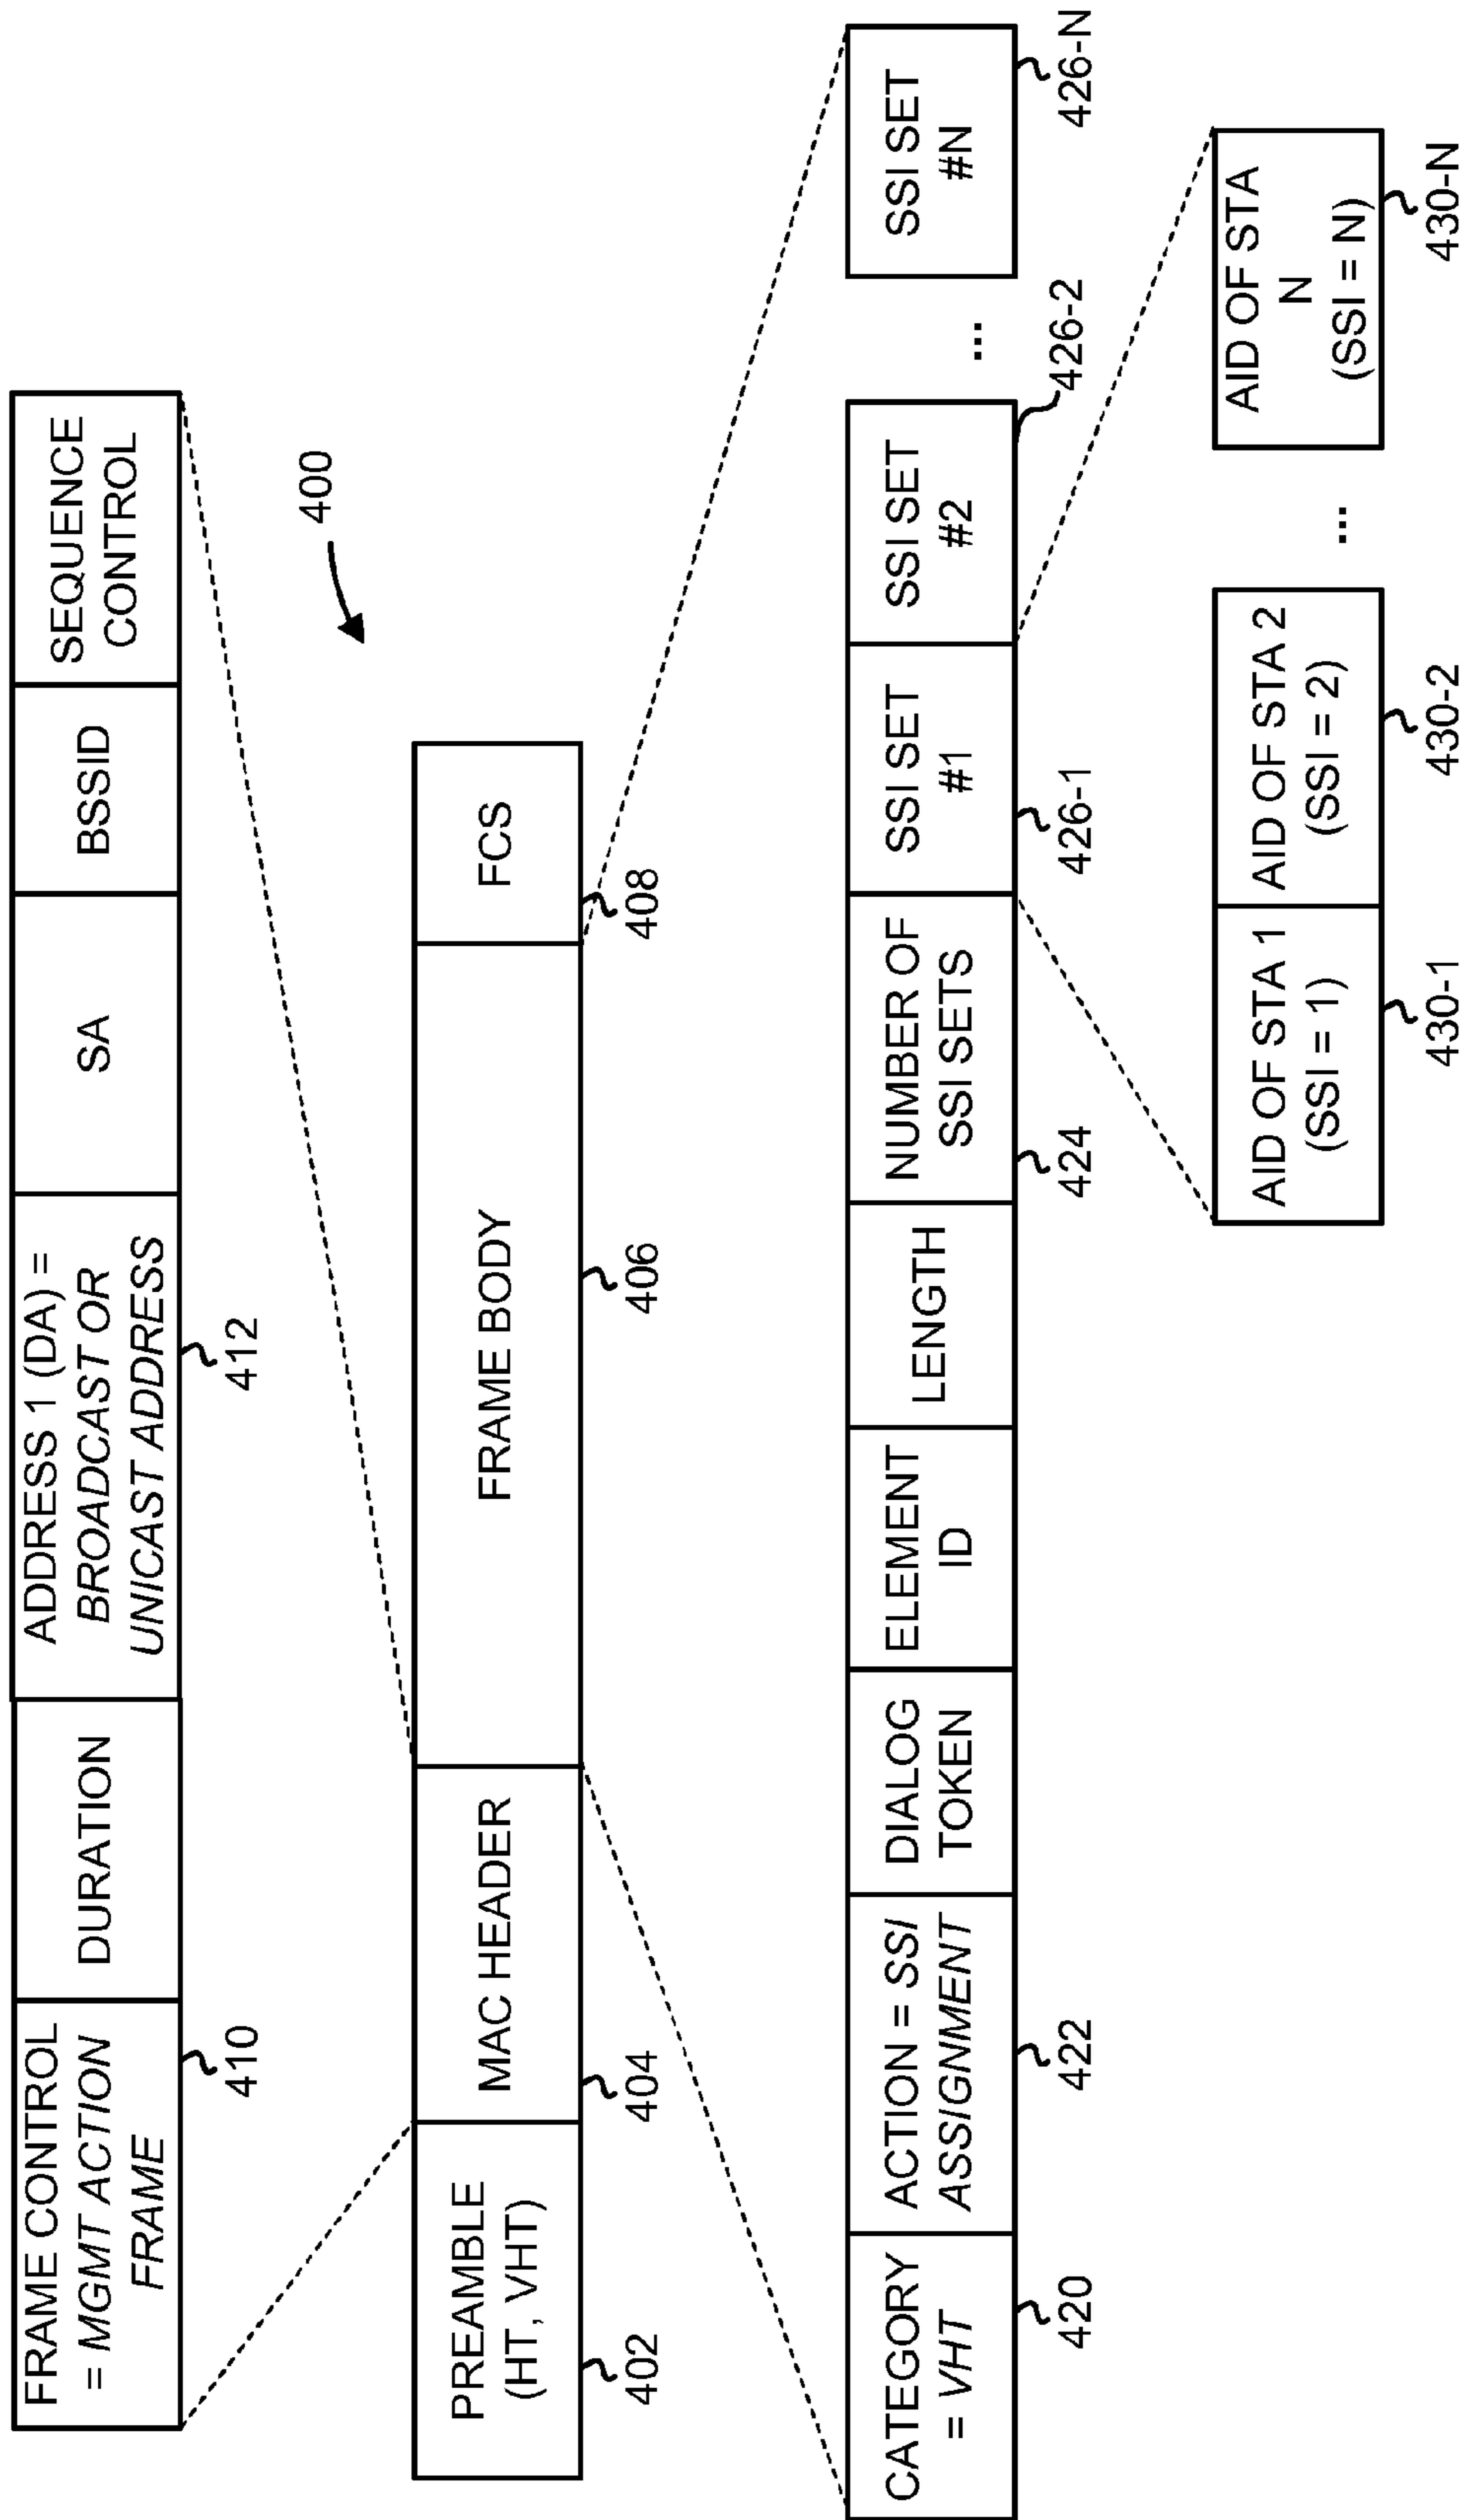 FRAME CONTROL
= MGMT ACTION
FRAME
DURATION
ADDRESS 1 (DA) =
BROADCAST OR
UNICAST ADDRESS
SA
BSSID
SEQUENCE
CONTROL
410
412
400
PREAMBLE
(HT, VHT)
MAC HEADER
FRAME BODY
FCS
402
404
406
408
CATEGORY
= VHT
ACTION = SSI
ASSIGNMENT
DIALOG
TOKEN
ELEMENT
ID
LENGTH
NUMBER OF
SSI SETS
SSI SET
#1
SSI SET
#2
...
SSI SET
#N
420
422
424
426-1
426-2
426-N
AID OF STA 1
(SSI = 1)
AID OF STA 2
(SSI = 2)
...
AID OF STA
N
(SSI = N)
430-1
430-2
430-N